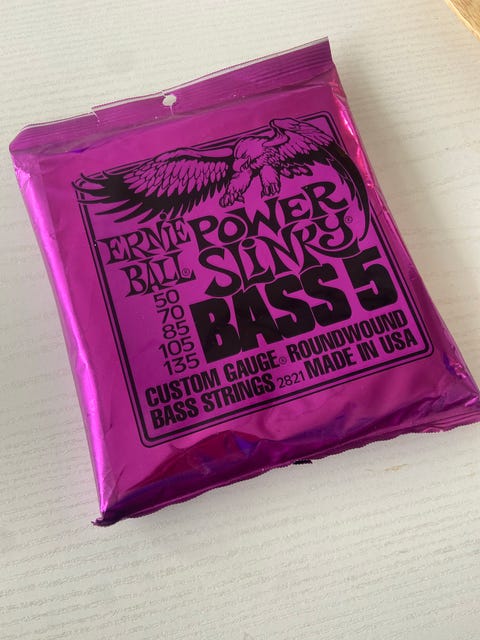 ERNIE BALL®
POWER SLINKY®
BASS 5
50
70
85
105
135
CUSTOM GAUGE® ROUNDWOUND
BASS STRINGS 2821 MADE IN USA